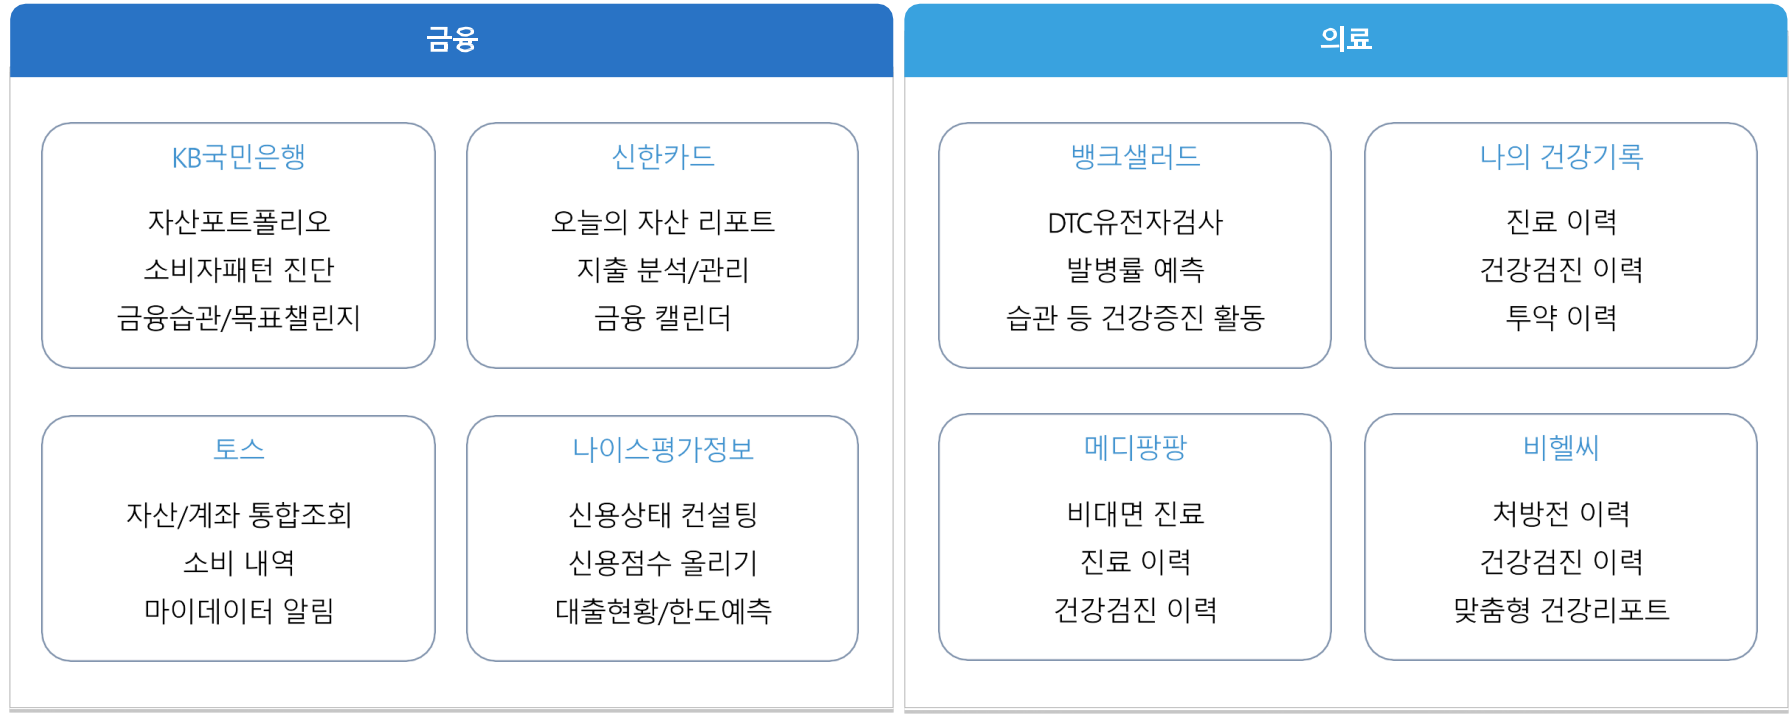 금융
KB국민은행
자산포트폴리오
소비자패턴 진단
금융습관/목표챌린지
신한카드
오늘의 자산 리포트
지출 분석/관리
금융 캘린더
토스
자산/계좌 통합조회
소비 내역
마이데이터 알림
나이스평가정보
신용상태 컨설팅
신용점수 올리기
대출현황/한도예측
의료
뱅크샐러드
DTC유전자검사
발병률 예측
습관 등 건강증진 활동
나의 건강기록
진료 이력
건강검진 이력
투약 이력
메디팡팡
비대면 진료
진료 이력
건강검진 이력
비헬씨
처방전 이력
건강검진 이력
맞춤형 건강리포트